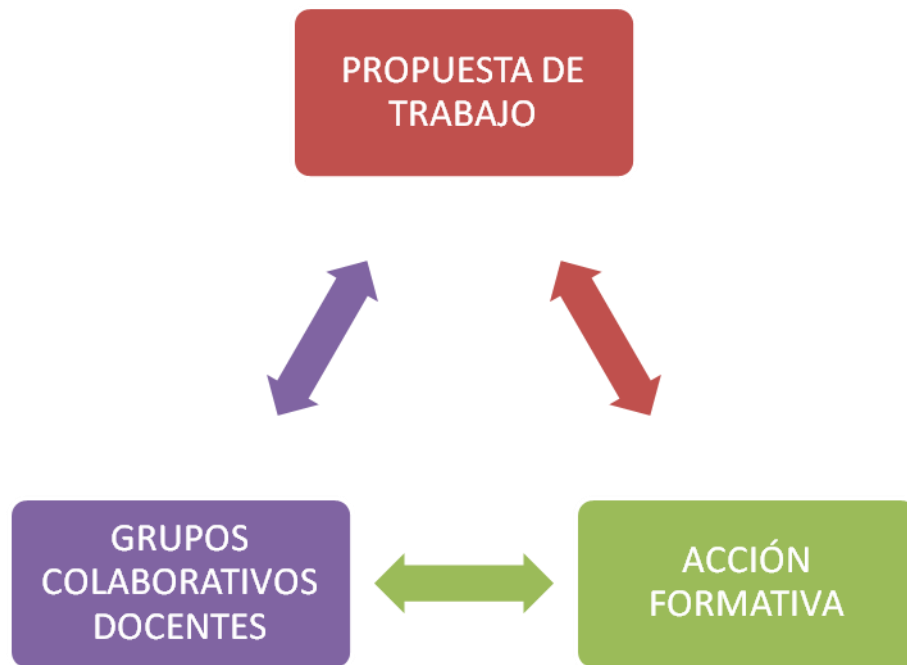 PROPUESTA DE
TRABAJO
GRUPOS
COLABORATIVOS
DOCENTES
ACCIÓN
FORMATIVA